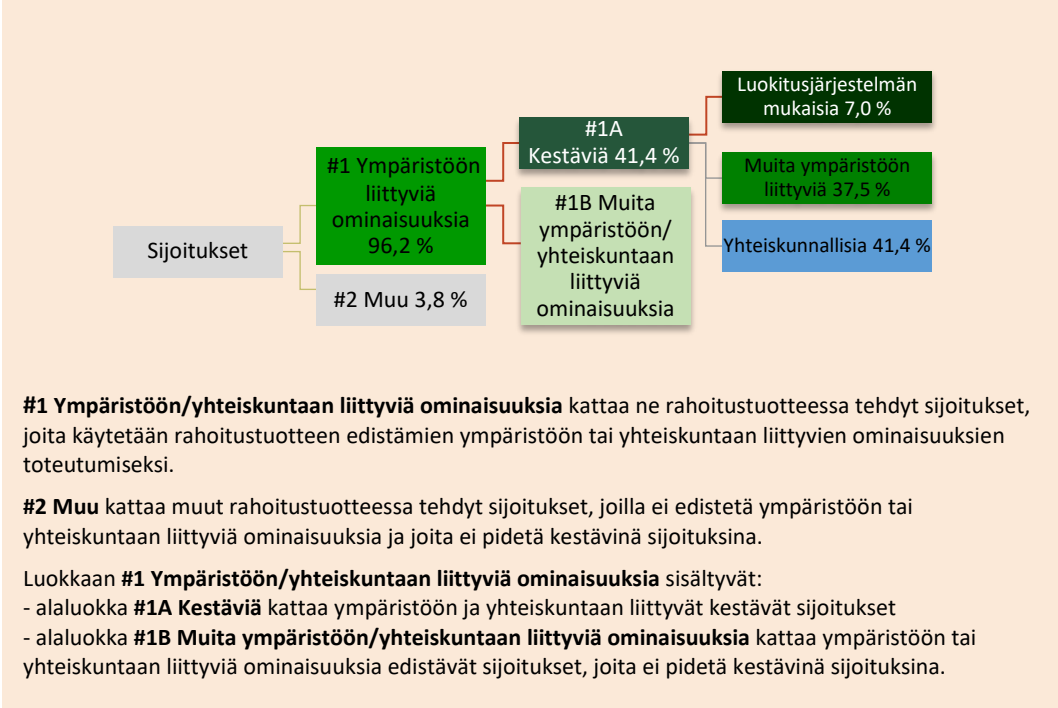 Sijoitukset
#1 Ympäristöön
liittyviä
ominaisuuksia
96,2 %
#2 Muu 3,8 %
#1A
Kestäviä 41,4 %
#1B Muita
ympäristöön/
yhteiskuntaan
liittyviä
ominaisuuksia
Luokitusjärjestelmän
mukaisia 7,0 %
Muita ympäristöön
liittyviä 37,5 %
Yhteiskunnallisia 41,4 %
#1 Ympäristöön/yhteiskuntaan liittyviä ominaisuuksia kattaa ne rahoitustuotteessa tehdyt sijoitukset,
joita käytetään rahoitustuotteen edistämien ympäristöön tai yhteiskuntaan liittyvien ominaisuuksien
toteutumiseksi.
#2 Muu kattaa muut rahoitustuotteessa tehdyt sijoitukset, joilla ei edistetä ympäristöön tai
yhteiskuntaan liittyviä ominaisuuksia ja joita ei pidetä kestävinä sijoituksina.
Luokkaan #1 Ympäristöön/yhteiskuntaan liittyviä ominaisuuksia sisältyvät:
- alaluokka #1A Kestäviä kattaa ympäristöön ja yhteiskuntaan liittyvät kestävät sijoitukset
- alaluokka #1B Muita ympäristöön/yhteiskuntaan liittyviä ominaisuuksia kattaa ympäristöön tai
yhteiskuntaan liittyviä ominaisuuksia edistävät sijoitukset, joita ei pidetä kestävinä sijoituksina.